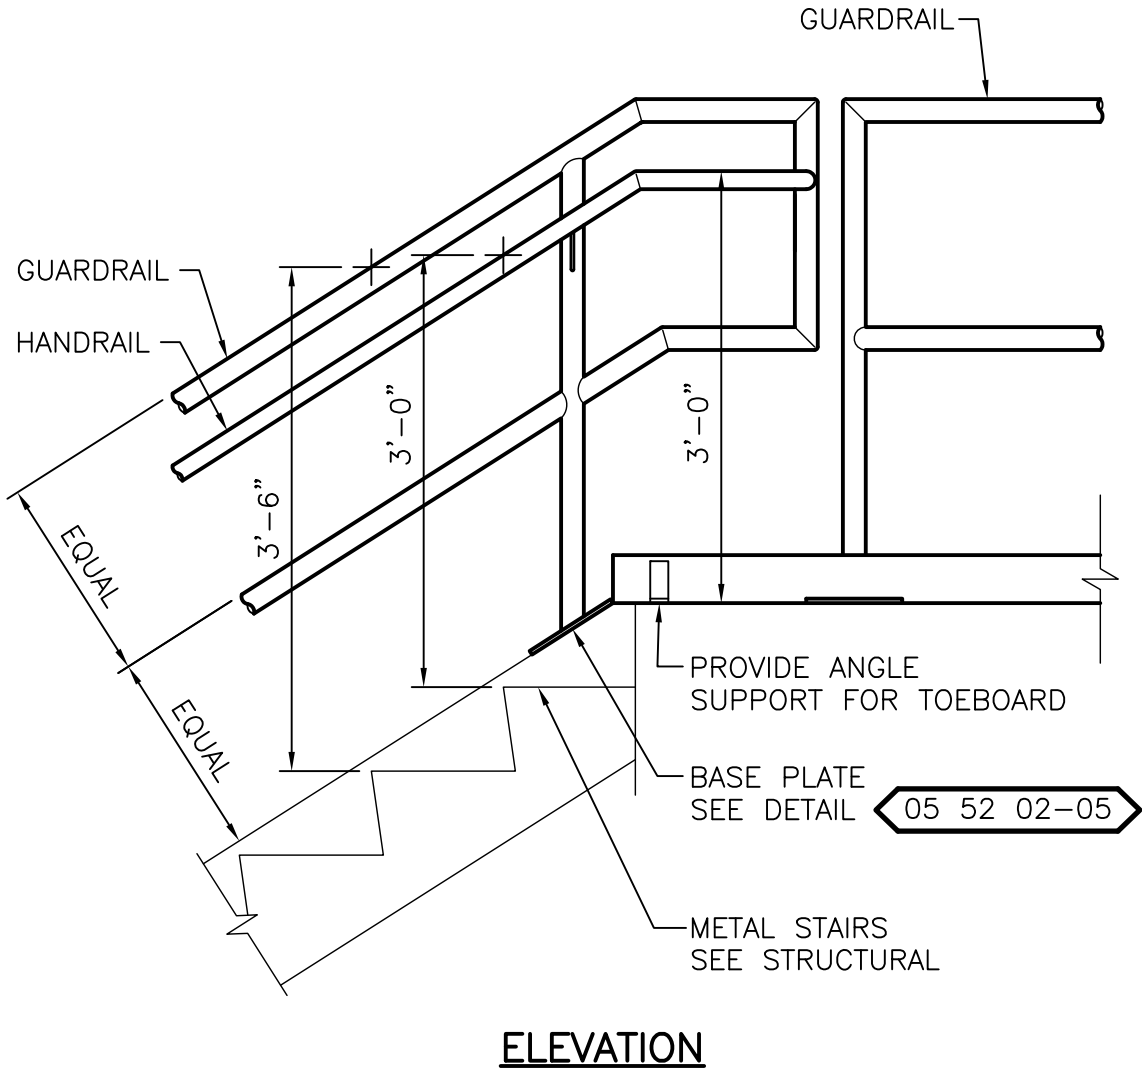 GUARDRAIL
GUARDRAIL
HANDRAIL
3'-0"
3'-0"
3'-6"
EQUAL
EQUAL
PROVIDE ANGLE
SUPPORT FOR TOEBOARD
BASE PLATE
SEE DETAIL 05 52 02-05
METAL STAIRS
SEE STRUCTURAL
ELEVATION